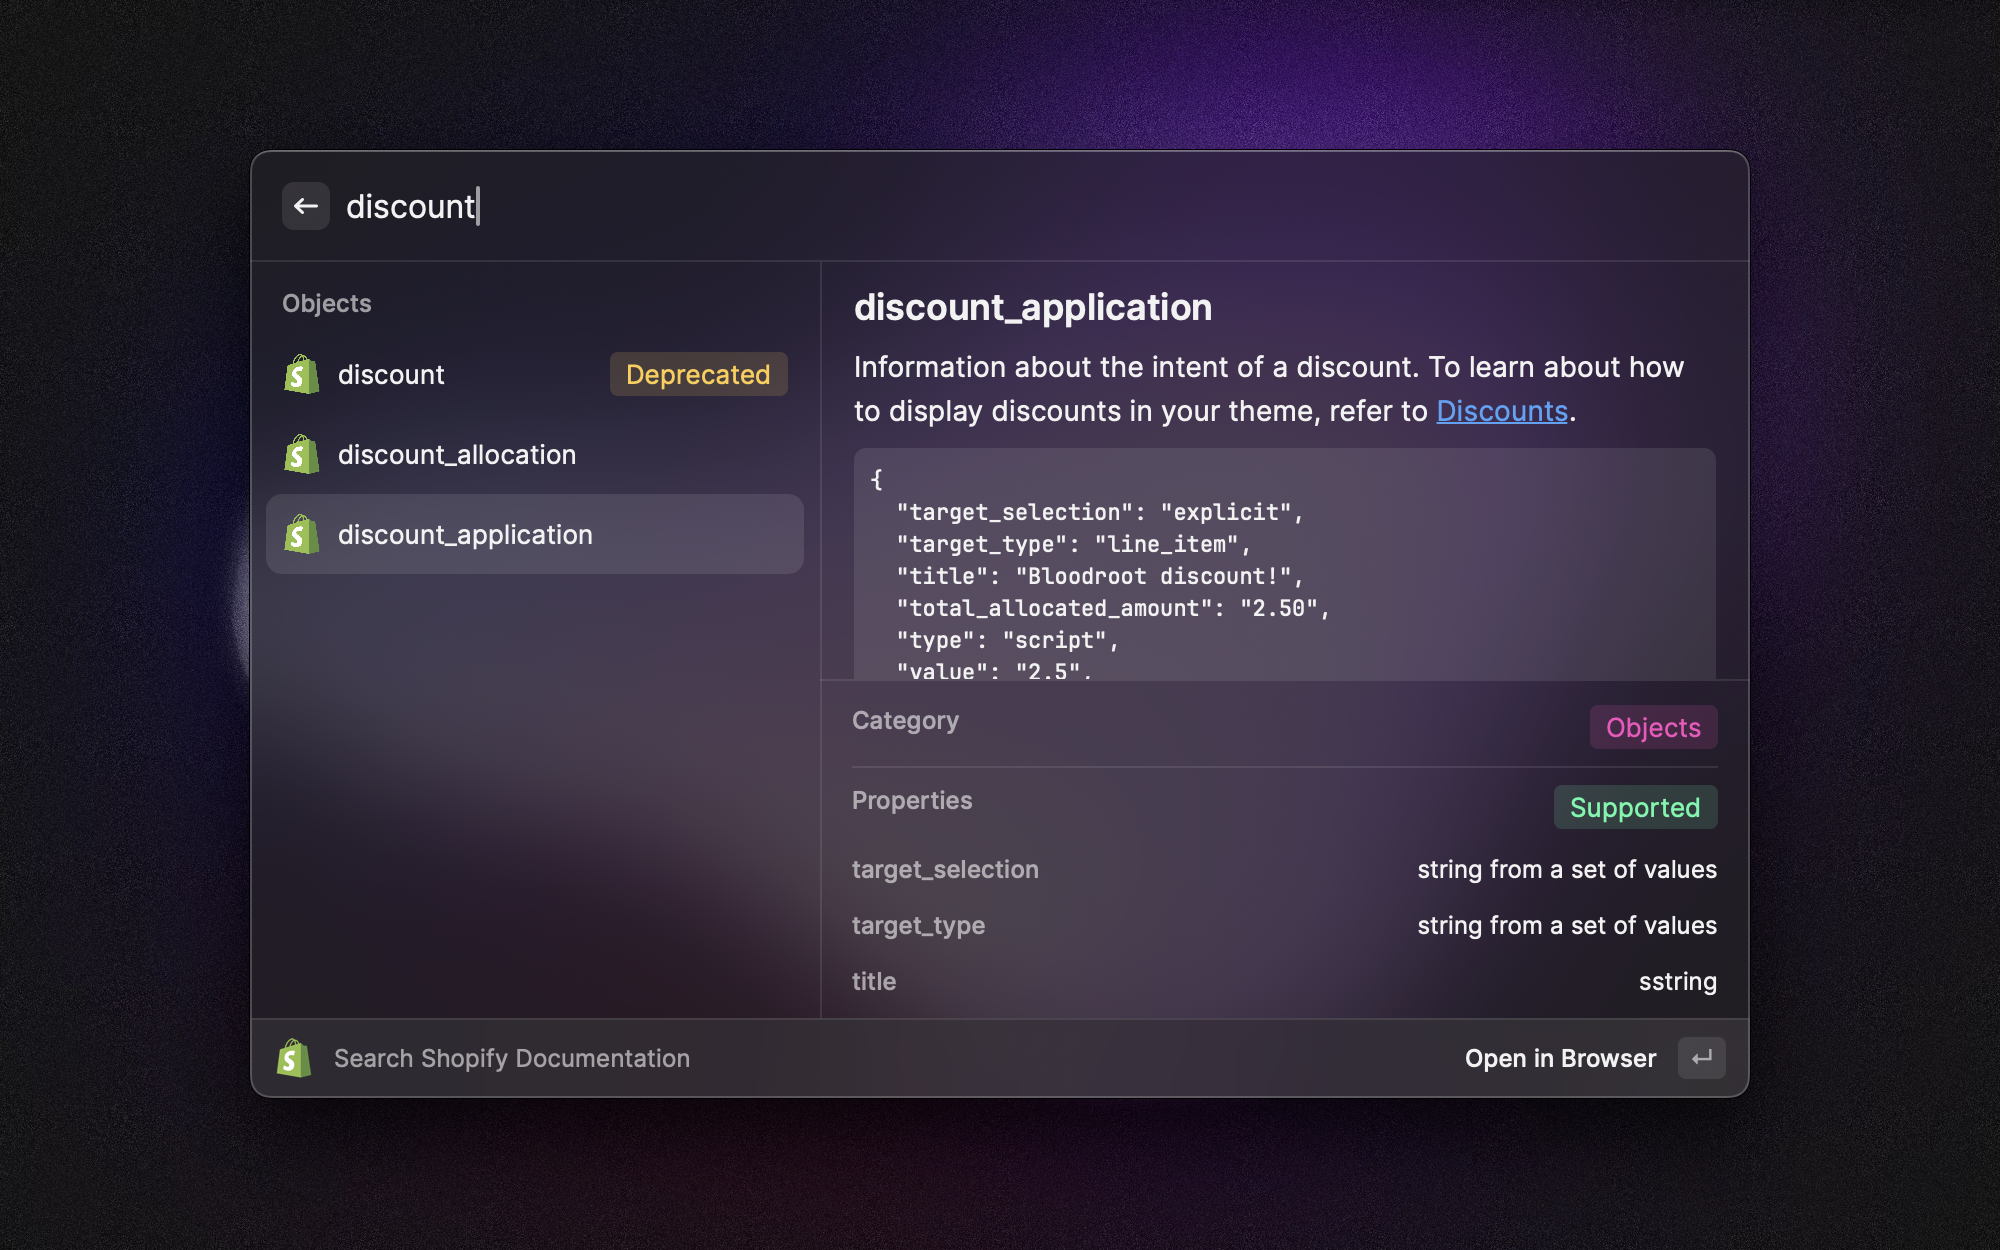 discount
Objects
discount
Deprecated
discount_allocation
discount_application
discount_application
Information about the intent of a discount. To learn about how
to display discounts in your theme, refer to Discounts.
{
"target_selection": "explicit",
"target_type": "line_item",
"title": "Bloodroot discount!",
"total_allocated_amount": "2.50",
"type": "script",
"value": "2.5",
Category
Objects
Properties
Supported
target_selection
string from a set of values
target_type
string from a set of values
title
sstring
Search Shopify Documentation
Open in Browser